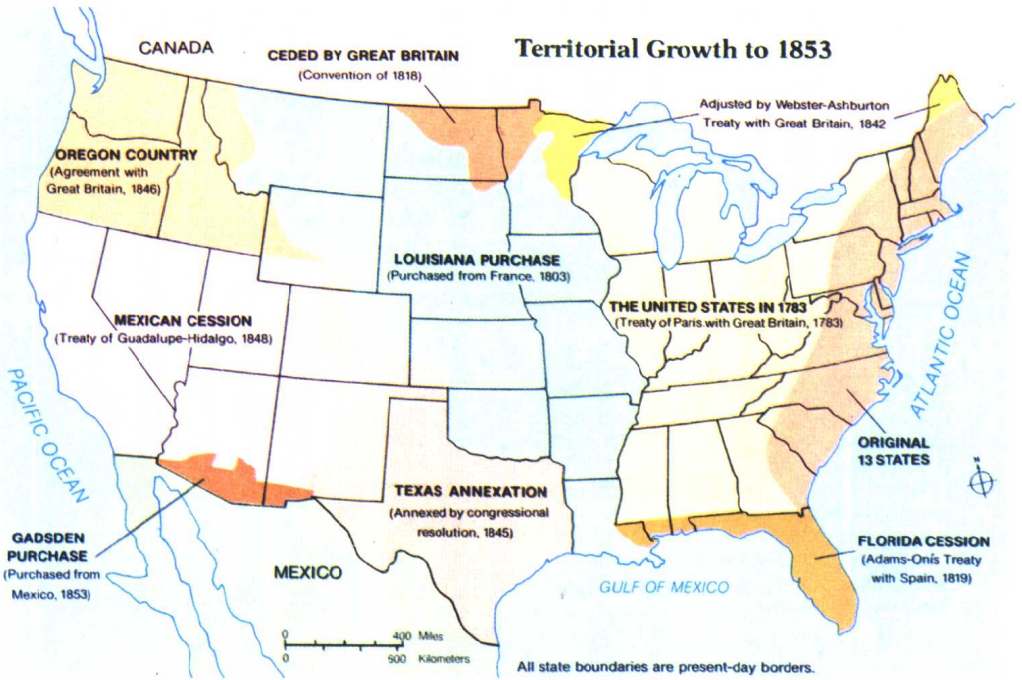 Territorial Growth to 1853
CANADA
CEDED BY GREAT BRITAIN
(Convention of 1818)
Adjusted by Webster-Ashburton
Treaty with Great Britain, 1842
OREGON COUNTRY
(Agreement with
Great Britain, 1846)
LOUISIANA PURCHASE
(Purchased from France, 1803)
THE UNITED STATES IN 1783
(Treaty of Paris with Great Britain, 1783)
MEXICAN CESSION
(Treaty of Guadalupe-Hidalgo, 1848)
PACIFIC OCEAN
ATLANTIC OCEAN
ORIGINAL
13 STATES
N
TEXAS ANNEXATION
(Annexed by congressional
resolution, 1845)
GADSDEN
PURCHASE
(Purchased from
Mexico, 1853)
MEXICO
GULF OF MEXICO
FLORIDA CESSION
(Adams-Onís Treaty
with Spain, 1819)
0 400 Miles
0 600 Kilometers
All state boundaries are present-day borders.